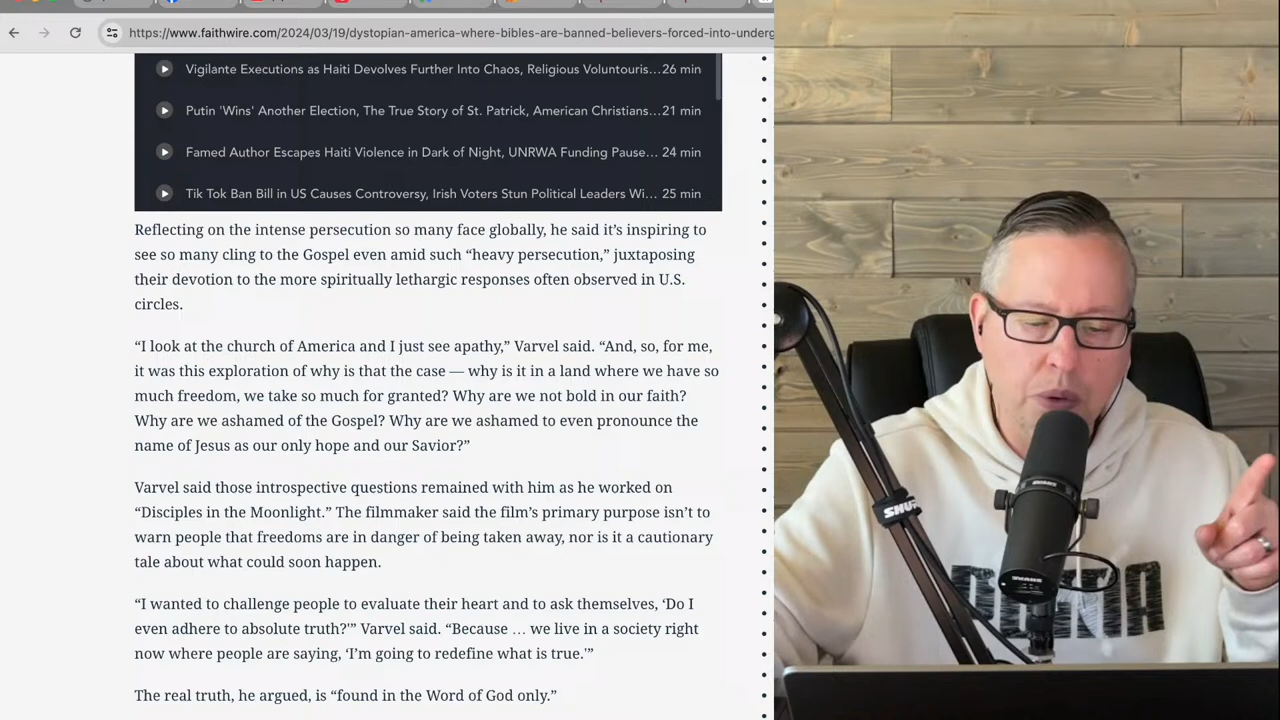 https://www.faithwire.com/2024/03/19/dystopian-america-where-bibles-are-banned-believers-forced-into-underg
Vigilante Executions as Haiti Devolves Further Into Chaos, Religious Voluntouris... 26 min
Putin 'Wins' Another Election, The True Story of St. Patrick, American Christians... 21 min
Famed Author Escapes Haiti Violence in Dark of Night, UNRWA Funding Pause... 24 min
Tik Tok Ban Bill in US Causes Controversy, Irish Voters Stun Political Leaders Wi... 25 min
Reflecting on the intense persecution so many face globally, he said it’s inspiring to
see so many cling to the Gospel even amid such “heavy persecution,” juxtaposing
their devotion to the more spiritually lethargic responses often observed in U.S.
circles.
“I look at the church of America and I just see apathy,” Varvel said. “And, so, for me,
it was this exploration of why is that the case — why is it in a land where we have so
much freedom, we take so much for granted? Why are we not bold in our faith?
Why are we ashamed of the Gospel? Why are we ashamed to even pronounce the
name of Jesus as our only hope and our Savior?”
Varvel said those introspective questions remained with him as he worked on
“Disciples in the Moonlight.” The filmmaker said the film’s primary purpose isn’t to
warn people that freedoms are in danger of being taken away, nor is it a cautionary
tale about what could soon happen.
“I wanted to challenge people to evaluate their heart and to ask themselves, ‘Do I
even adhere to absolute truth?'” Varvel said. “Because … we live in a society right
now where people are saying, ‘I’m going to redefine what is true.'”
The real truth, he argued, is “found in the Word of God only.”
SHURE